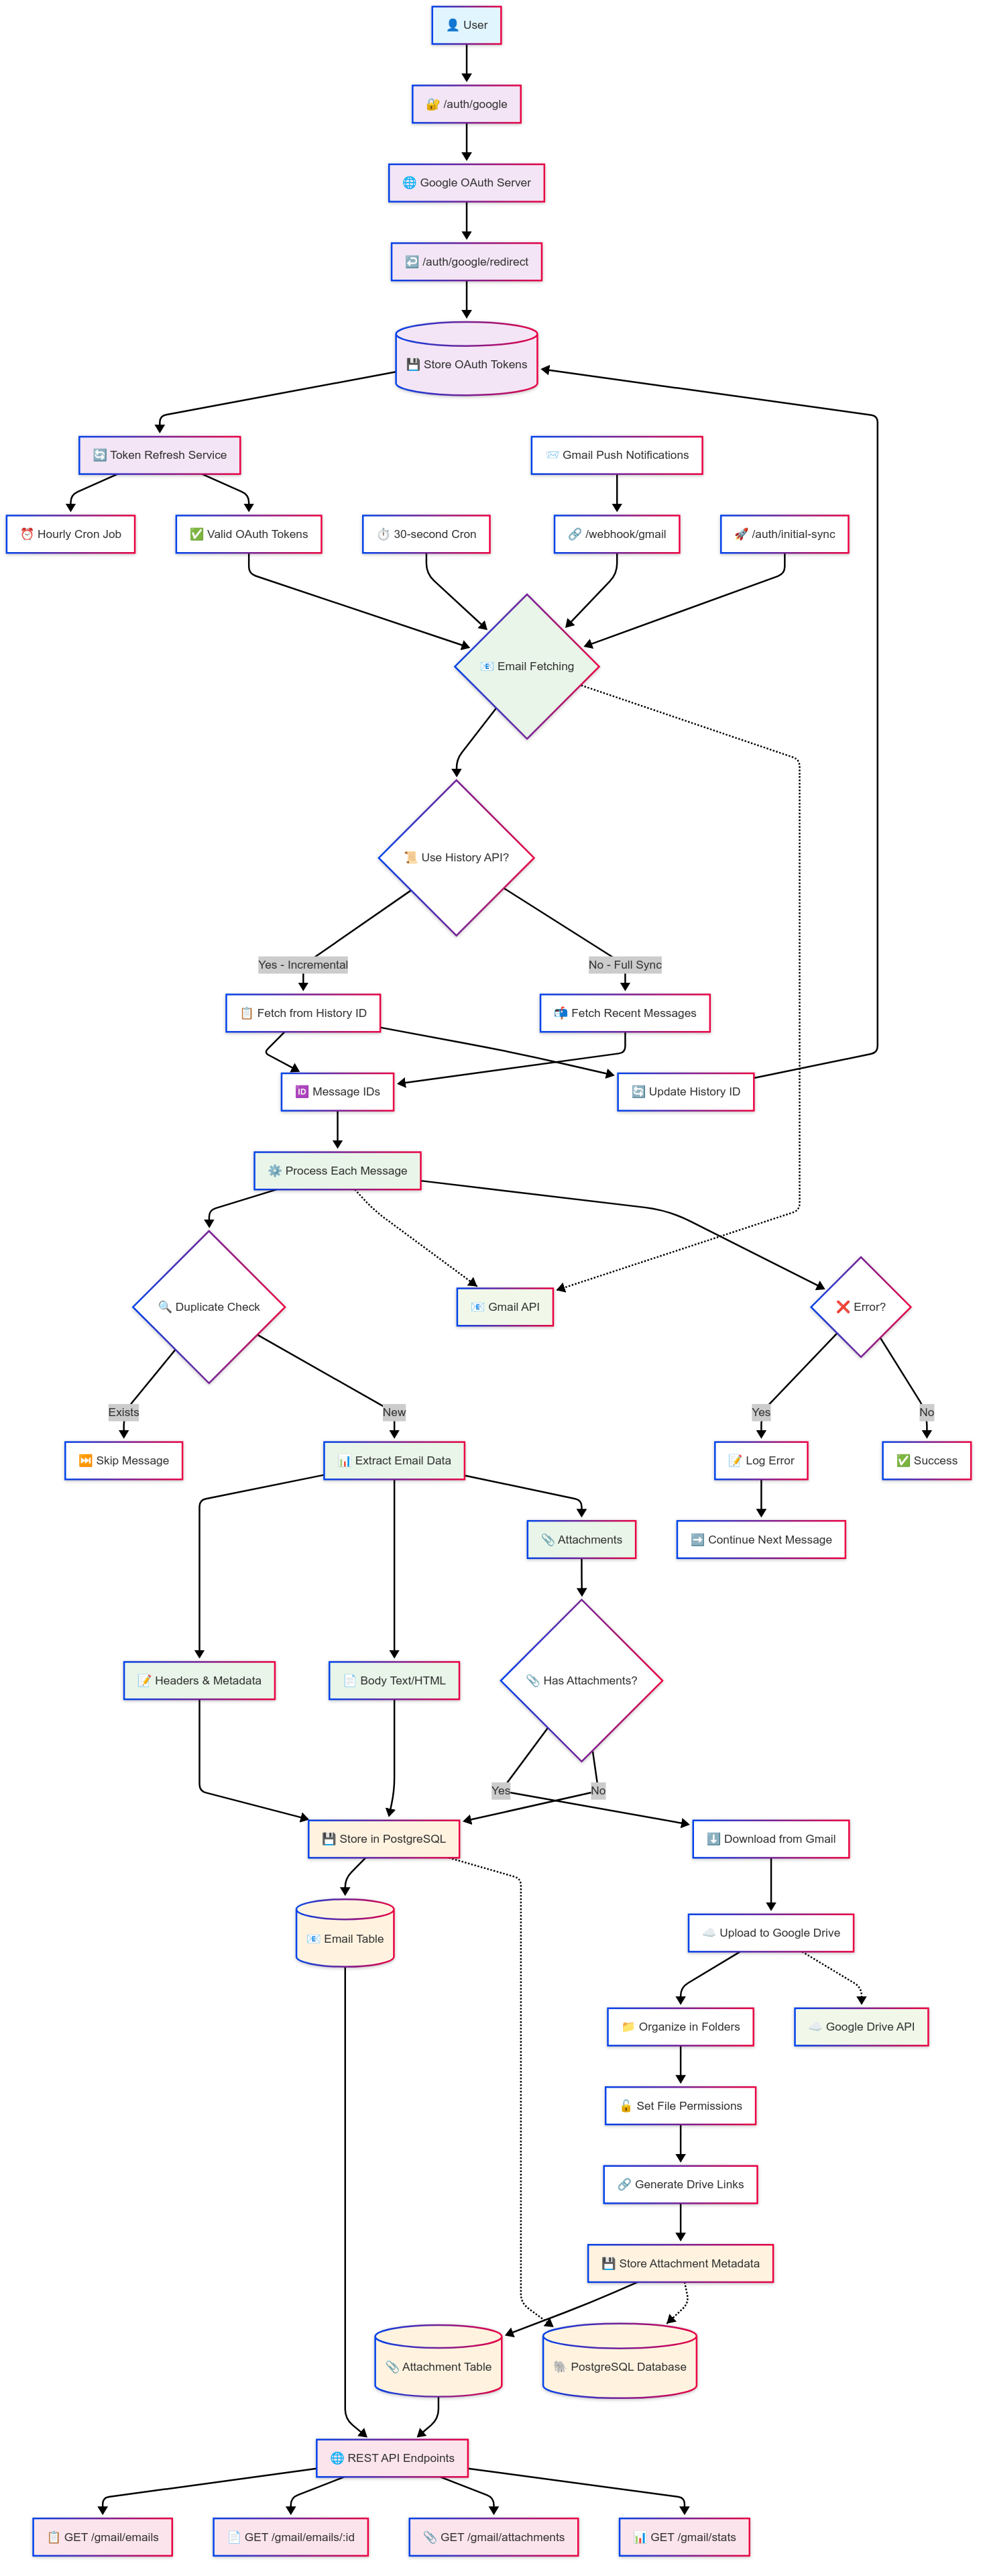 👤 User
🔐 /auth/google
🌐 Google OAuth Server
↩️ /auth/google/redirect
💾 Store OAuth Tokens
🔄 Token Refresh Service
📨 Gmail Push Notifications
⏰ Hourly Cron Job
✅ Valid OAuth Tokens
⏱️ 30-second Cron
🔗 /webhook/gmail
🚀 /auth/initial-sync
📧 Email Fetching
📜 Use History API?
Yes - Incremental
No - Full Sync
📋 Fetch from History ID
📬 Fetch Recent Messages
🆔 Message IDs
🔄 Update History ID
⚙️ Process Each Message
🔍 Duplicate Check
📧 Gmail API
❌ Error?
Exists
New
Yes
No
⏭️ Skip Message
📊 Extract Email Data
📝 Log Error
✅ Success
📎 Attachments
➡️ Continue Next Message
📝 Headers & Metadata
📄 Body Text/HTML
📎 Has Attachments?
Yes
No
💾 Store in PostgreSQL
⬇️ Download from Gmail
📧 Email Table
☁️ Upload to Google Drive
📁 Organize in Folders
☁️ Google Drive API
🔓 Set File Permissions
🔗 Generate Drive Links
💾 Store Attachment Metadata
📎 Attachment Table
🐘 PostgreSQL Database
🌐 REST API Endpoints
📋 GET /gmail/emails
📄 GET /gmail/emails/:id
📎 GET /gmail/attachments
📊 GET /gmail/stats